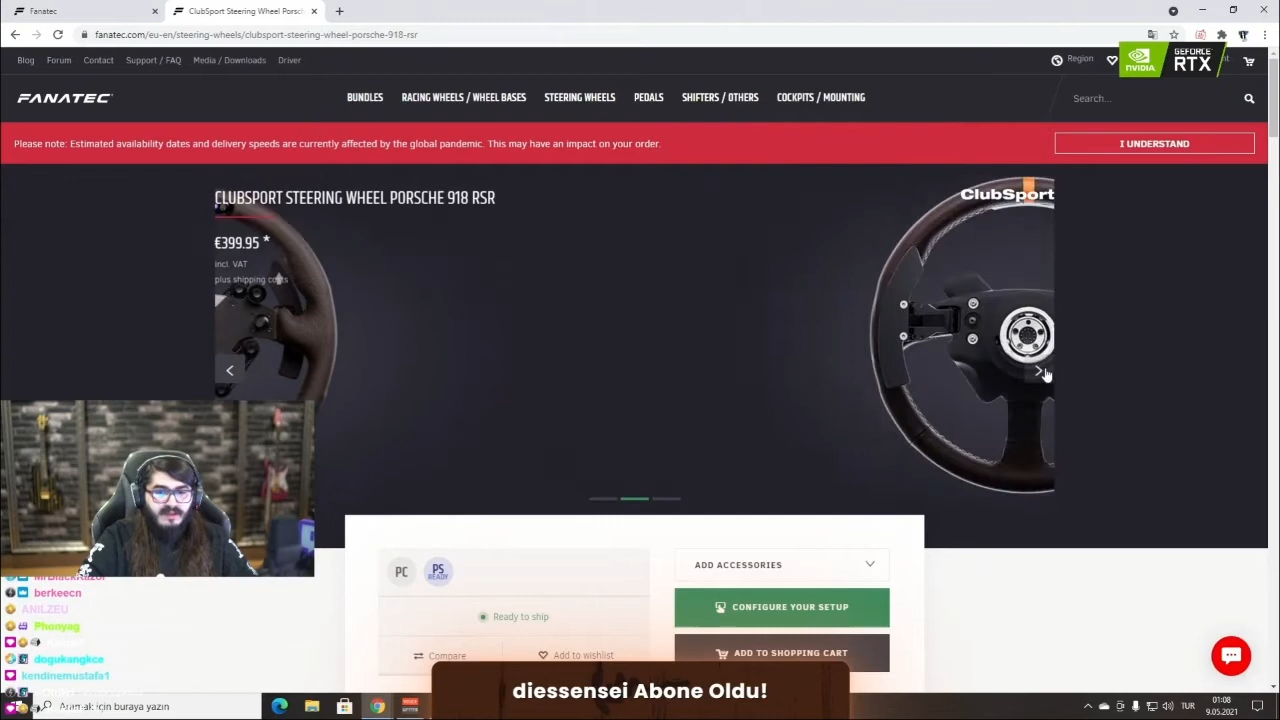 Fanatec
ClubSport Steering Wheel Porsch
fanatec.com/eu-en/steering-wheels/clubsport-steering-wheel-porsche-918-rsr
Blog Forum Contact Support / FAQ Media / Downloads Driver
Region
NVIDIA
GEFORCE
RTX
FANATEC
BUNDLES RACING WHEELS / WHEEL BASES STEERING WHEELS PEDALS SHIFTERS / OTHERS COCKPITS / MOUNTING
Search...
Please note: Estimated availability dates and delivery speeds are currently affected by the global pandemic. This may have an impact on your order.
I UNDERSTAND
CLUBSPORT STEERING WHEEL PORSCHE 918 RSR
ClubSport
€399.95 *
incl. VAT
plus shipping costs
PC
PS
READY
ADD ACCESSORIES
Ready to ship
CONFIGURE YOUR SETUP
Compare
Add to wishlist
ADD TO SHOPPING CART
MrBlackRazor
berkeecn
ANILZEU
Phonyag
dogukangkce
kendinemustafa1
diessensei Abone Oldu!
Aramak için buraya yazın
TUR
01:08
9.05.2021